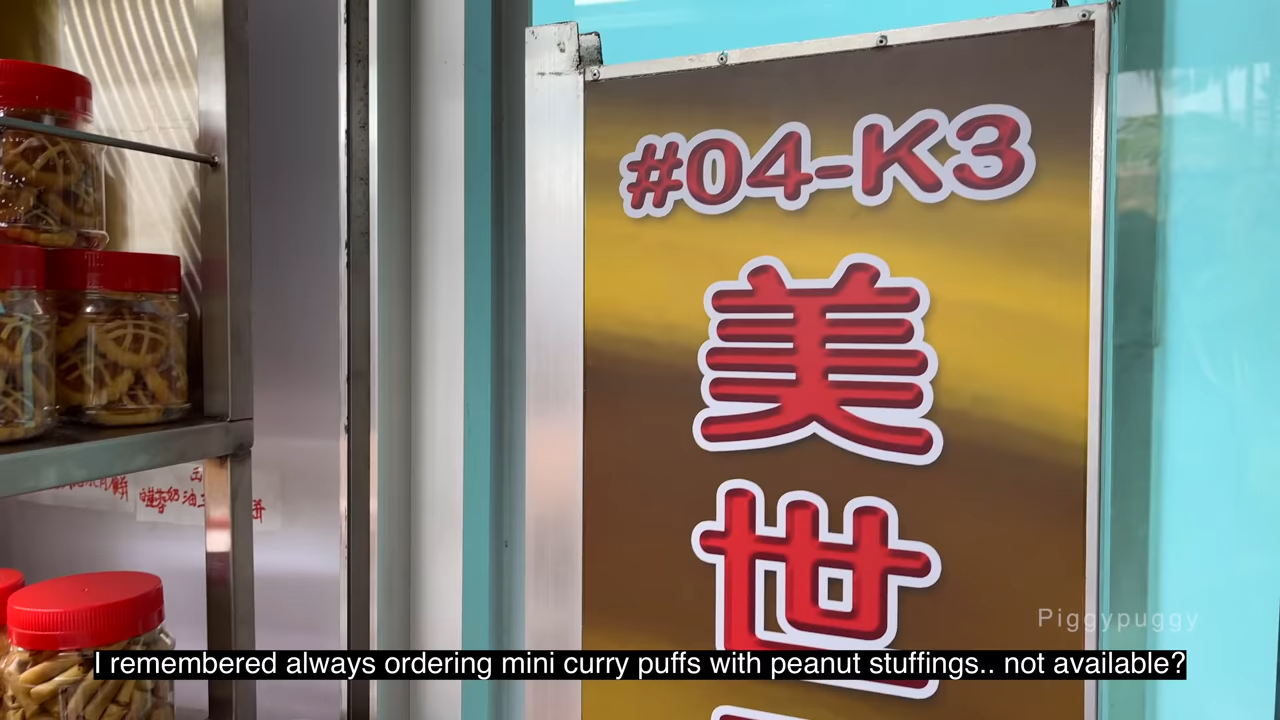 #04-K3
美
世
Piggypuggy
I remembered always ordering mini curry puffs with peanut stuffings.. not available?